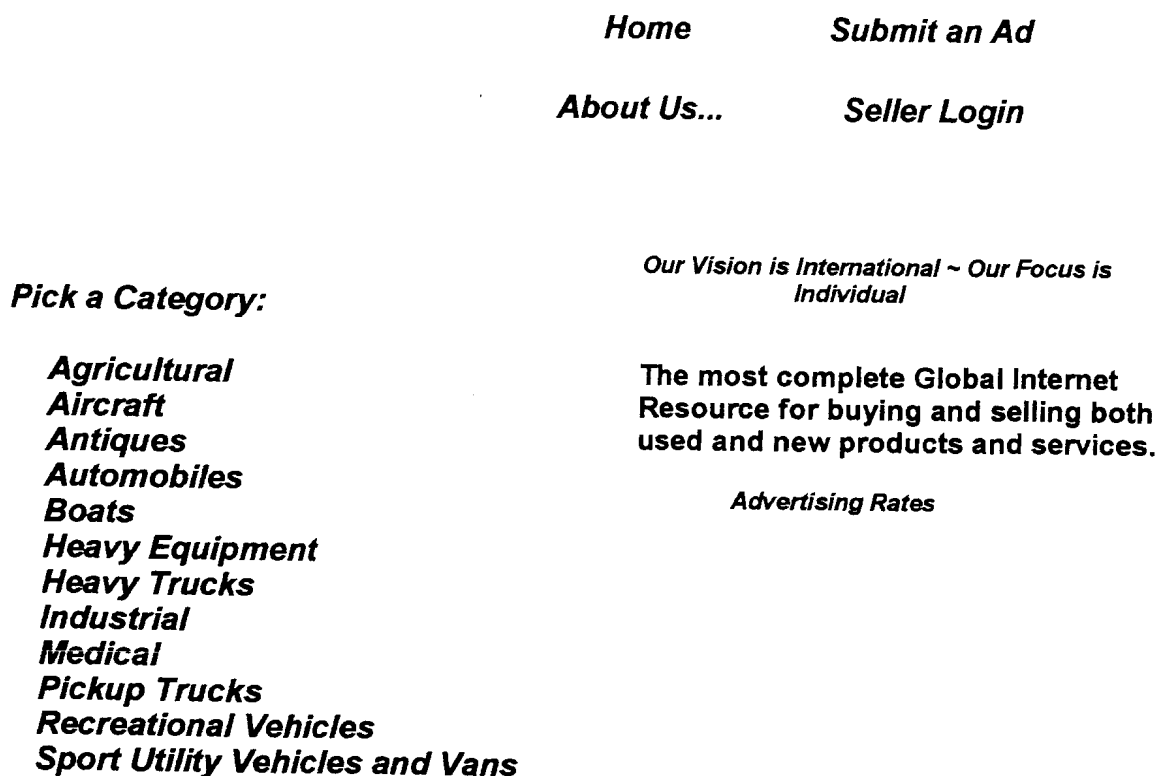 Home Submit an Ad
About Us... Seller Login
Our Vision is International ~ Our Focus is
Individual
Pick a Category:
Agricultural
Aircraft
Antiques
Automobiles
Boats
Heavy Equipment
Heavy Trucks
Industrial
Medical
Pickup Trucks
Recreational Vehicles
Sport Utility Vehicles and Vans
The most complete Global Internet
Resource for buying and selling both
used and new products and services.
Advertising Rates